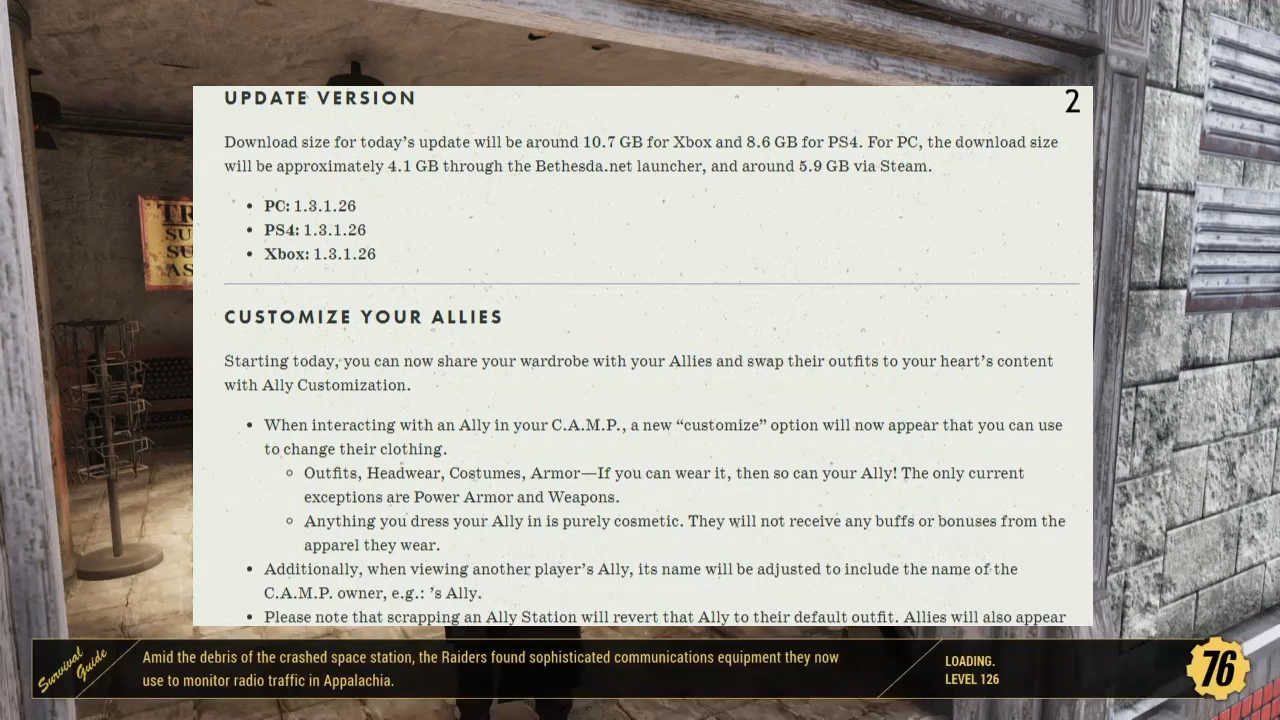 UPDATE VERSION
2
Download size for today's update will be around 10.7 GB for Xbox and 8.6 GB for PS4. For PC, the download size
will be approximately 4.1 GB through the Bethesda.net launcher, and around 5.9 GB via Steam.
• PC: 1.3.1.26
• PS4: 1.3.1.26
• Xbox: 1.3.1.26
CUSTOMIZE YOUR ALLIES
Starting today, you can now share your wardrobe with your Allies and swap their outfits to your heart's content
with Ally Customization.
• When interacting with an Ally in your C.A.M.P., a new “customize” option will now appear that you can use
to change their clothing.
◦ Outfits, Headwear, Costumes, Armor—If you can wear it, then so can your Ally! The only current
exceptions are Power Armor and Weapons.
◦ Anything you dress your Ally in is purely cosmetic. They will not receive any buffs or bonuses from the
apparel they wear.
• Additionally, when viewing another player's Ally, its name will be adjusted to include the name of the
C.A.M.P. owner, e.g.: 's Ally.
• Please note that scrapping an Ally Station will revert that Ally to their default outfit. Allies will also appear
TR
SU
SU
AS
Survival
Guide
Amid the debris of the crashed space station, the Raiders found sophisticated communications equipment they now
use to monitor radio traffic in Appalachia.
LOADING.
LEVEL 126
76